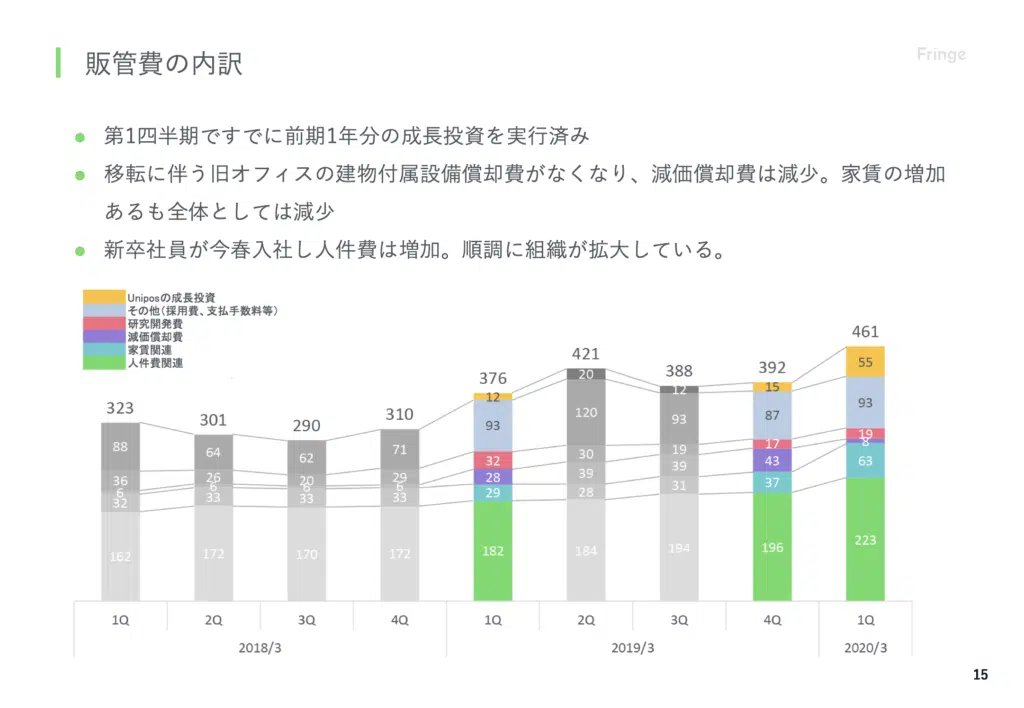 販管費の内訳
Fringe
第1四半期ですでに前期1年分の成長投資を実行済み
移転に伴う旧オフィスの建物付属設備償却費がなくなり、減価償却費は減少。家賃の増加
あるも全体としては減少
新卒社員が今春入社し人件費は増加。順調に組織が拡大している。
Uniposの成長投資
その他（採用費、支払手数料等）
研究開発費
減価償却費
家賃関連
人件費関連
323 301 290 310 376 421 388 392 461
12 20 12 15 55
88 64 62 71 93 120 93 87 93
36 26 20 29 32 30 19 17 19
6 6 6 6 28 39 39 43 8
32 33 33 33 29 28 31 37 63
162 172 170 172 182 184 194 196 223
1Q 2Q 3Q 4Q 1Q 2Q 3Q 4Q 1Q
2018/3 2019/3 2020/3
15